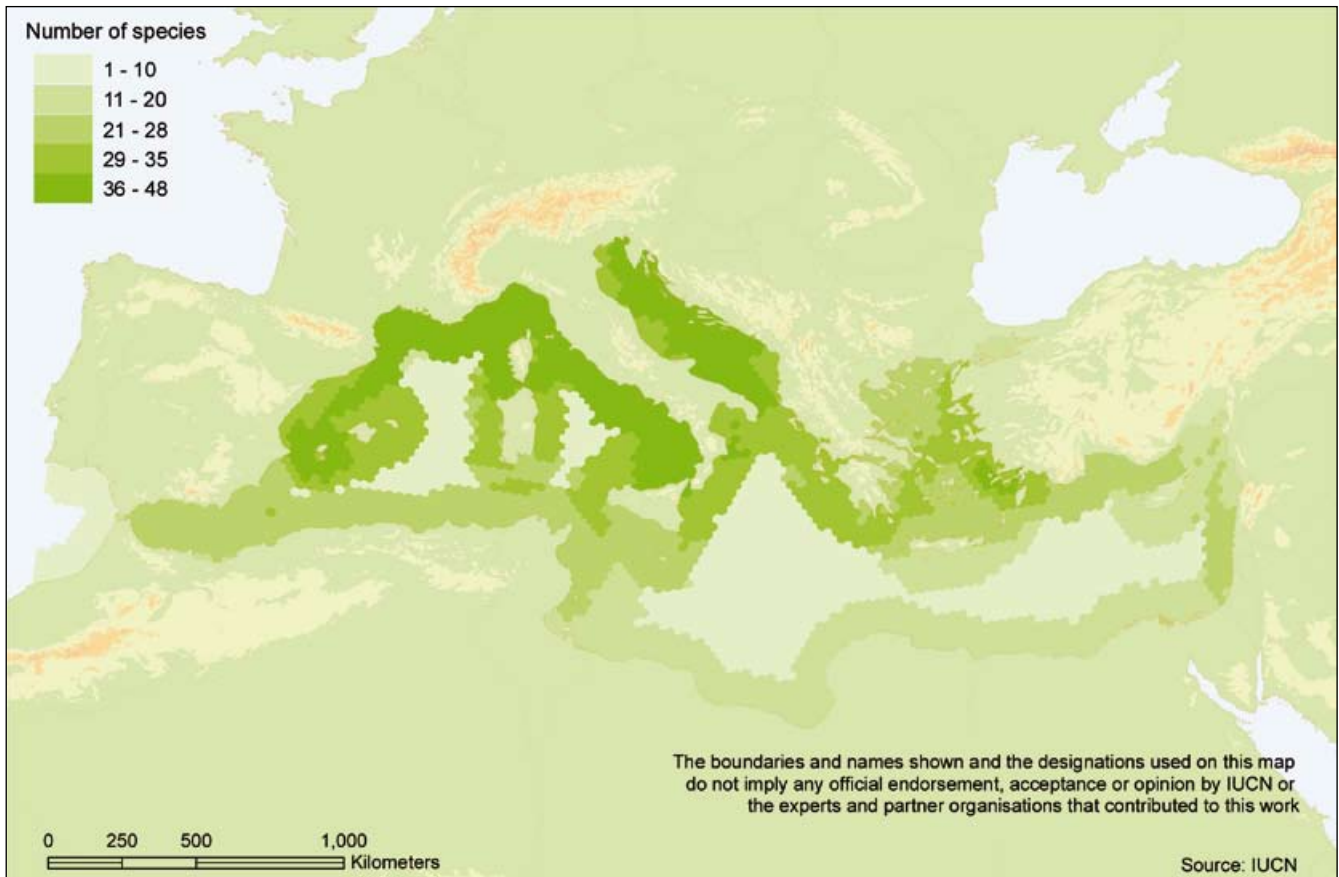 Number of species
1 - 10
11 - 20
21 - 28
29 - 35
36 - 48
The boundaries and names shown and the designations used on this map
do not imply any official endorsement, acceptance or opinion by IUCN or
the experts and partner organisations that contributed to this work
0 250 500 1,000
Kilometers
Source: IUCN